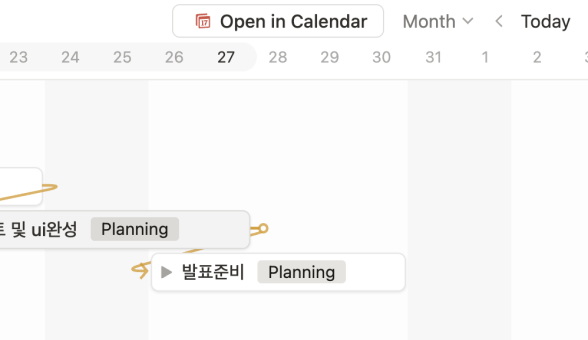 Open in Calendar Month Today
23 24 25 26 27 28 29 30 31 1 2
및 ui완성 Planning
발표준비 Planning